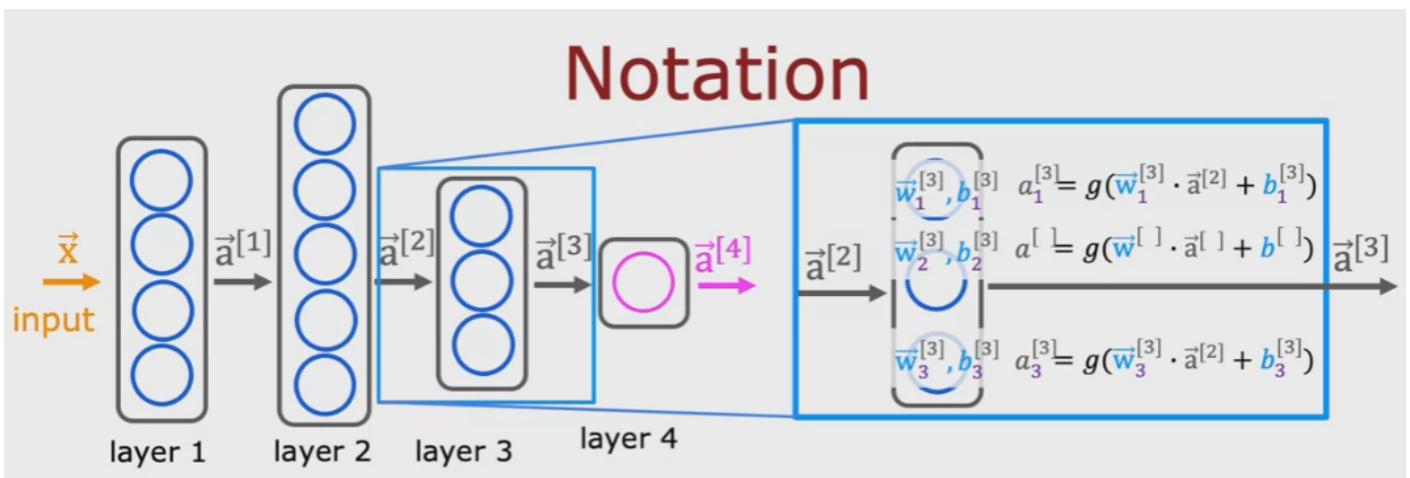 Notation
x⃗
input
a⃗[1]
a⃗[2]
a⃗[3]
a⃗[4]
layer 1
layer 2
layer 3
layer 4
a⃗[2]
w⃗₁[3], b₁[3] a₁[3] = g(w⃗₁[3] · a⃗[2] + b₁[3])
w⃗₂[3], b₂[3] a[ ] = g(w⃗[ ] · a⃗[ ] + b[ ])
w⃗₃[3], b₃[3] a₃[3] = g(w⃗₃[3] · a⃗[2] + b₃[3])
a⃗[3]